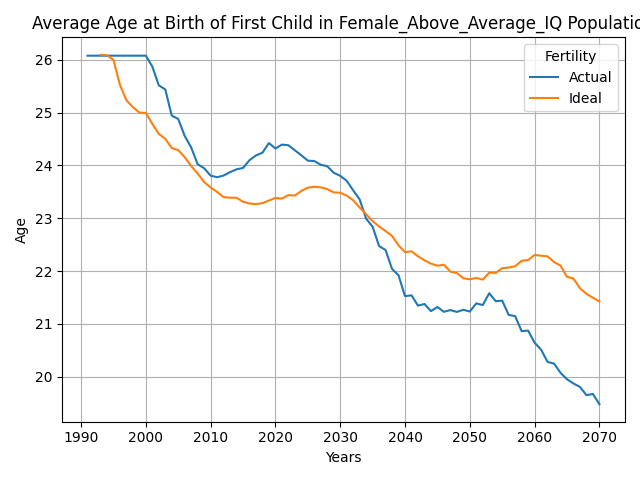 Average Age at Birth of First Child in Female_Above_Average_IQ Populatio
Fertility
Actual
Ideal
26
25
24
23
22
21
20
Age
1990 2000 2010 2020 2030 2040 2050 2060 2070
Years